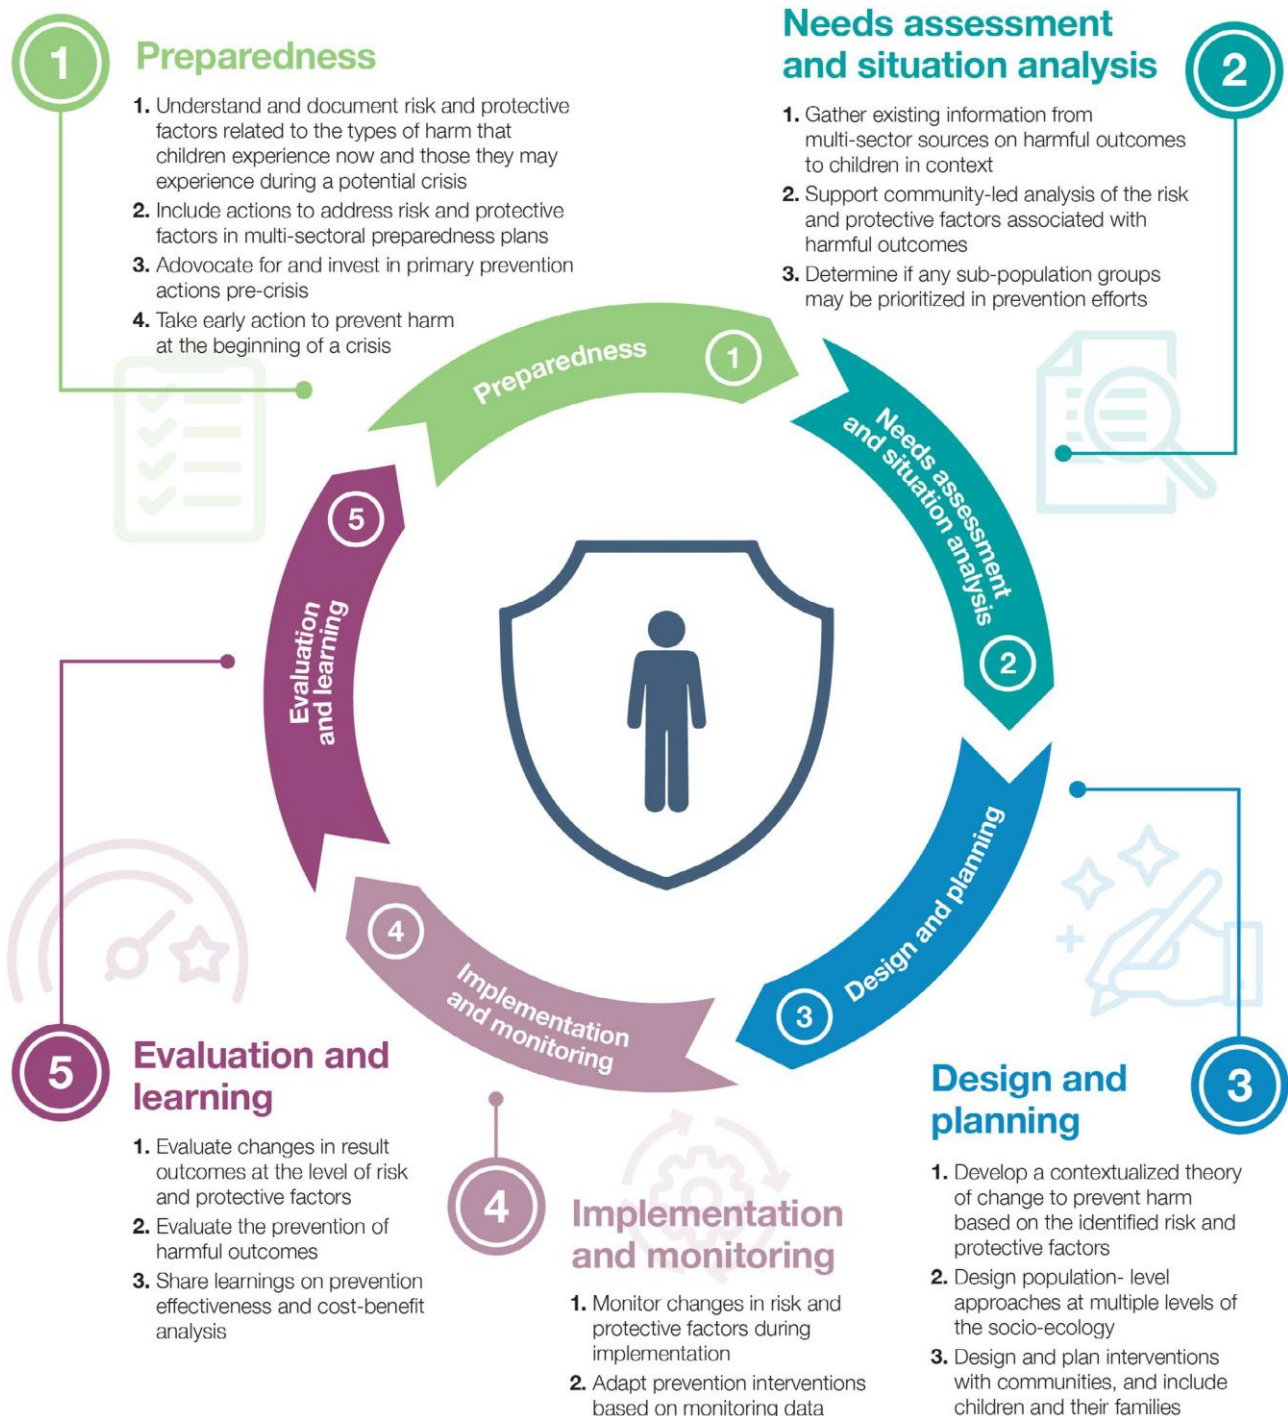 1
Preparedness
1. Understand and document risk and protective
factors related to the types of harm that
children experience now and those they may
experience during a potential crisis
2. Include actions to address risk and protective
factors in multi-sectoral preparedness plans
3. Adovocate for and invest in primary prevention
actions pre-crisis
4. Take early action to prevent harm
at the beginning of a crisis
Needs assessment
and situation analysis
2
1. Gather existing information from
multi-sector sources on harmful outcomes
to children in context
2. Support community-led analysis of the risk
and protective factors associated with
harmful outcomes
3. Determine if any sub-population groups
may be prioritized in prevention efforts
Preparedness
1
Needs assessment
and situation analysis
2
Design and planning
3
Implementation
and monitoring
4
Evaluation
and learning
5
5
Evaluation and
learning
1. Evaluate changes in result
outcomes at the level of risk
and protective factors
2. Evaluate the prevention of
harmful outcomes
3. Share learnings on prevention
effectiveness and cost-benefit
analysis
4
Implementation
and monitoring
1. Monitor changes in risk and
protective factors during
implementation
2. Adapt prevention interventions
based on monitoring data
Design and
planning
3
1. Develop a contextualized theory
of change to prevent harm
based on the identified risk and
protective factors
2. Design population- level
approaches at multiple levels of
the socio-ecology
3. Design and plan interventions
with communities, and include
children and their families